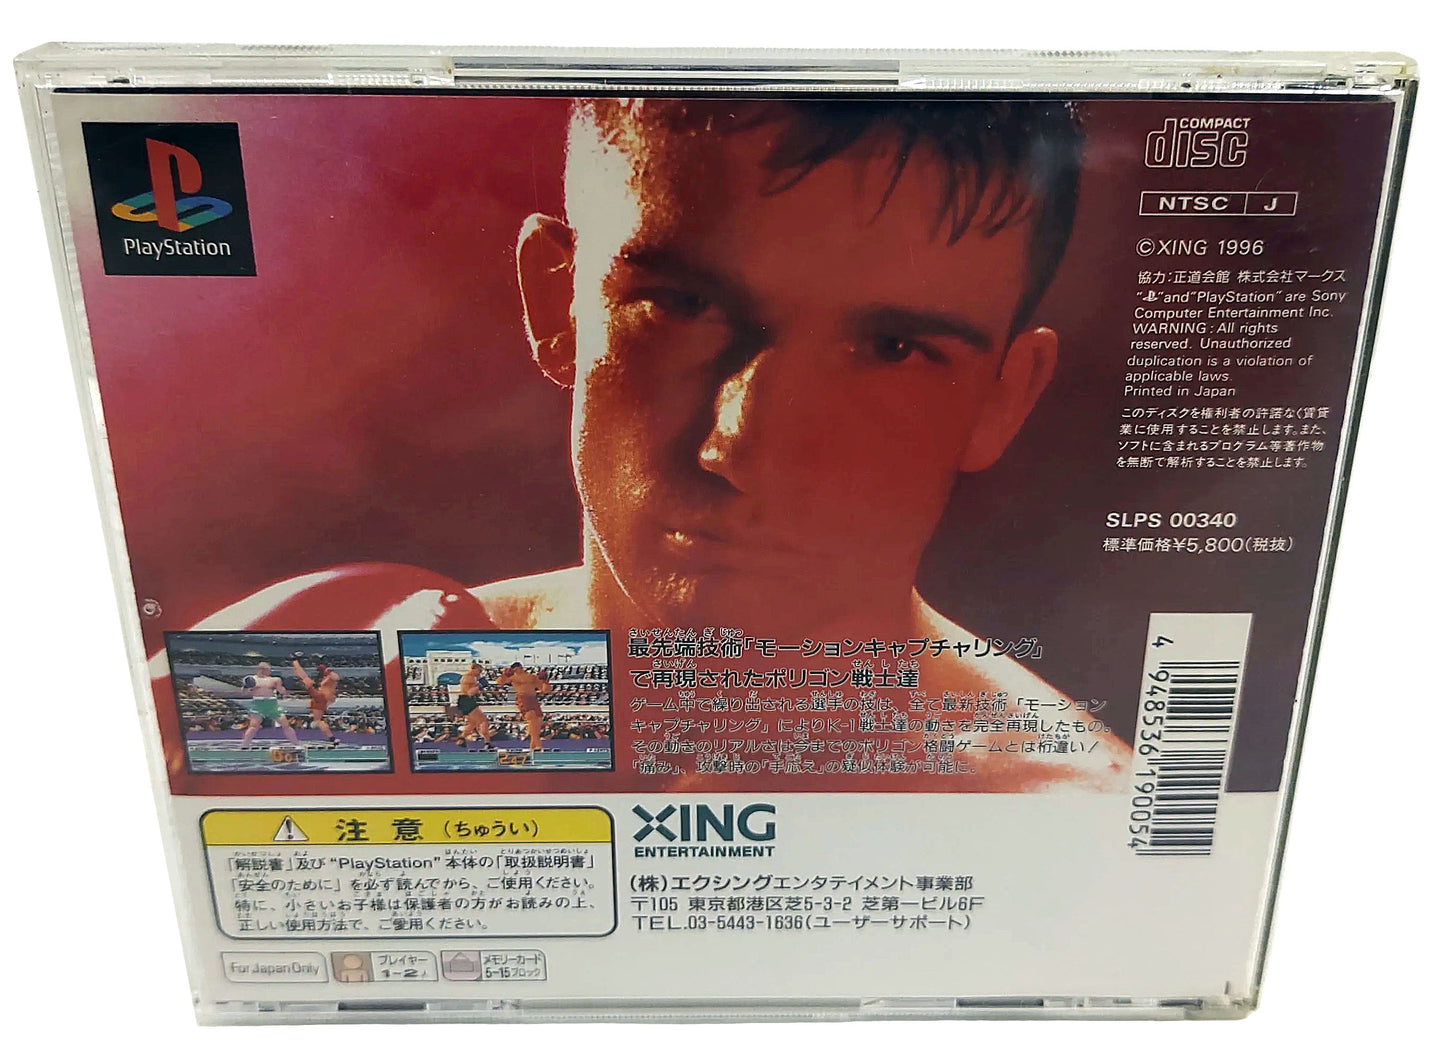 PlayStation
COMPACT
disc
NTSC J
©XING 1996
協力:正道会館 株式会社マークス
"PS"and"PlayStation" are Sony
Computer Entertainment Inc.
WARNING : All rights
reserved. Unauthorized
duplication is a violation of
applicable laws.
Printed in Japan
このディスクを権利者の許諾なく賃貸
業に使用することを禁止します。また、
ソフトに含まれるプログラム等著作物
を無断で解析することを禁止します。
SLPS 00340
標準価格¥5,800(税抜)
さいせんたん ぎ じゅつ
最先端技術「モーションキャプチャリング」
さいげん せん し たち
で再現されたポリゴン戦士達
ゲーム中で繰り出される選手の技は、全て最新技術「モーション
キャプチャリング」によりK-1戦士達の動きを完全再現したもの。
その動きのリアルさは今までのポリゴン格闘ゲームとは桁違い!
「痛み」、攻撃時の「手応え」の疑似体験が可能に。
4 948536 190054
注意(ちゅうい)
「解説書」及び"PlayStation"本体の「取扱説明書」
「安全のために」を必ず読んでから、ご使用ください。
特に、小さいお子様は保護者の方がお読みの上、
正しい使用方法で、ご愛用ください。
For Japan Only
プレイヤー
1~2人
メモリーカード
5-15ブロック
XING
ENTERTAINMENT
(株)エクシングエンタテイメント事業部
〒105 東京都港区芝5-3-2 芝第一ビル6F
TEL.03-5443-1636(ユーザーサポート)